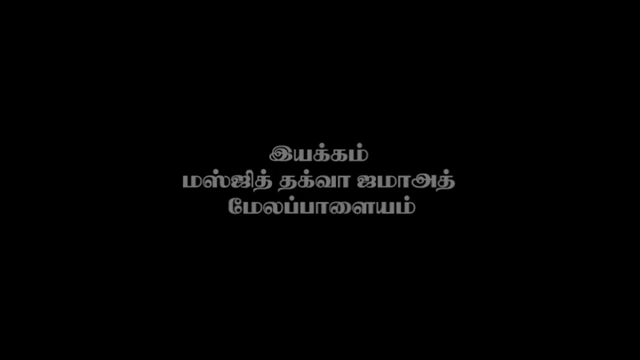 இயக்கம்
மஸ்ஜித் தக்வா ஜமாஅத்
மேலப்பாளையம்